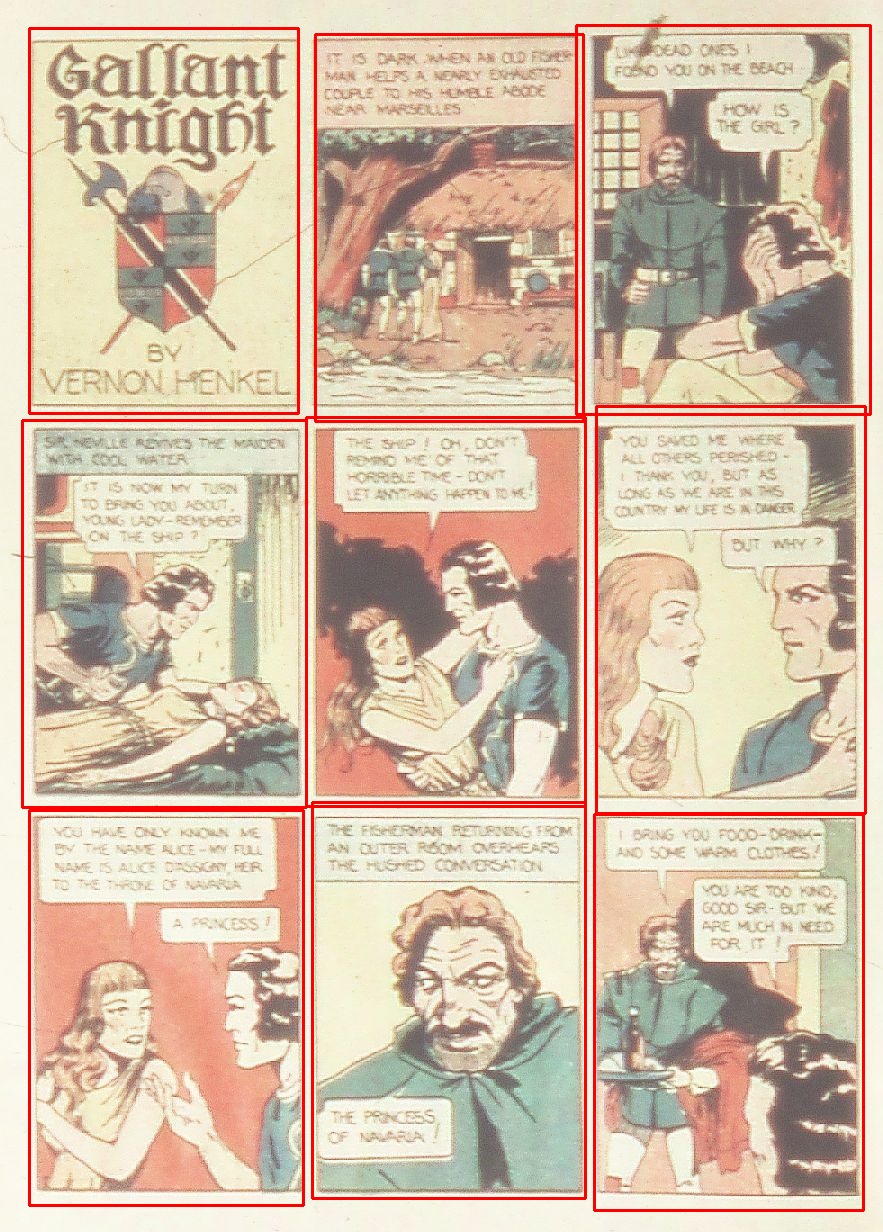 Gallant
Knight
BY
VERNON HENKEL
IT IS DARK WHEN AN OLD FISHER-
MAN HELPS A NEARLY EXHAUSTED
COUPLE TO HIS HUMBLE ABODE
NEAR MARSEILLES
LIKE DEAD ONES I
FOUND YOU ON THE BEACH
HOW IS
THE GIRL?
SIR NEVILLE REVIVES THE MAIDEN
WITH COOL WATER
IT IS NOW MY TURN
TO BRING YOU ABOUT,
YOUNG LADY-REMEMBER
ON THE SHIP?
THE SHIP! OH, DON'T
REMIND ME OF THAT
HORRIBLE TIME-DON'T
LET ANYTHING HAPPEN TO ME!
YOU SAVED ME WHERE
ALL OTHERS PERISHED-
I THANK YOU, BUT AS
LONG AS WE ARE IN THIS
COUNTRY MY LIFE IS IN DANGER
BUT WHY?
YOU HAVE ONLY KNOWN ME
BY THE NAME ALICE-MY FULL
NAME IS ALICE D'ASSIGNY, HEIR
TO THE THRONE OF NAVARIA
A PRINCESS!
THE FISHERMAN RETURNING FROM
AN OUTER ROOM OVERHEARS
THE HUSHED CONVERSATION
THE PRINCESS
OF NAVARIA!
I BRING YOU FOOD-DRINK-
AND SOME WARM CLOTHES!
YOU ARE TOO KIND,
GOOD SIR-BUT WE
ARE MUCH IN NEED
FOR IT!